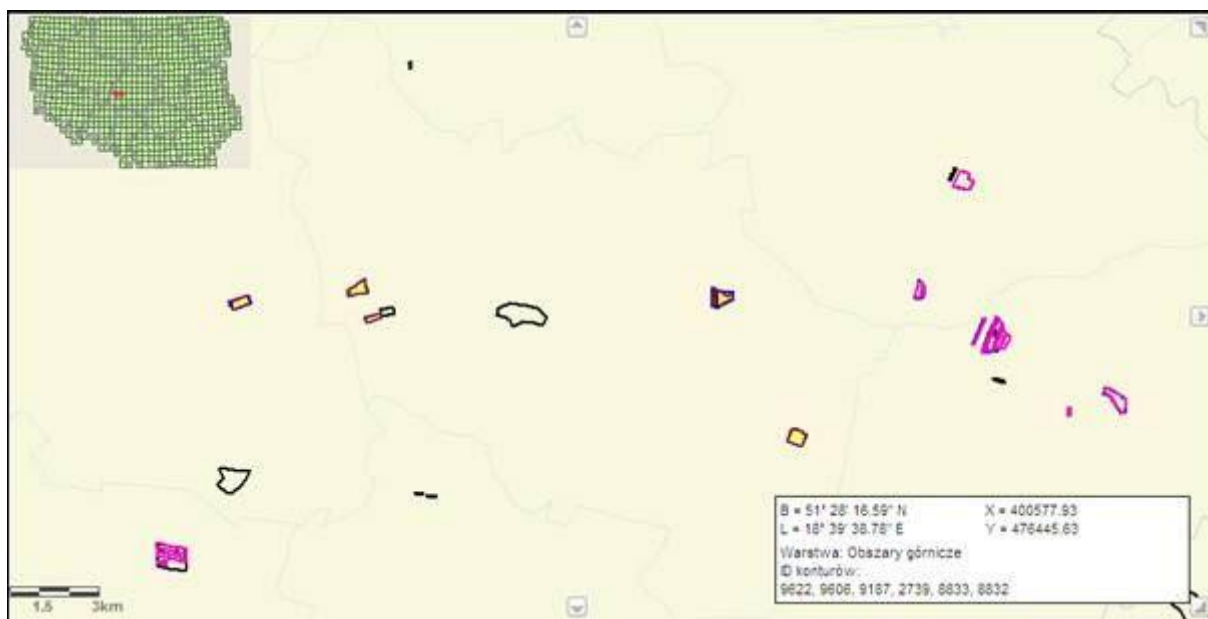 B = 51° 28' 16.59" N X = 400577.93
L = 18° 39' 38.78" E Y = 476445.63
Warstwa: Obszary górnicze
ID konturów:
9622, 9606, 9187, 2739, 8833, 8832
1.5 3km